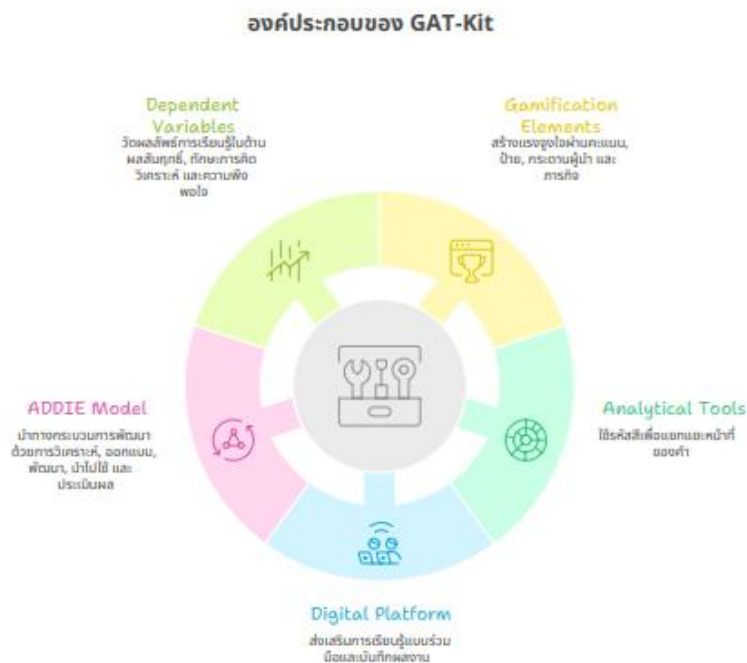 องค์ประกอบของ GAT-Kit
Dependent
Variables
วัดผลลัพธ์การเรียนรู้ในด้าน
ผลสัมฤทธิ์, ทักษะการคิด
วิเคราะห์ และความพึง
พอใจ
Gamification
Elements
สร้างแรงจูงใจผ่านคะแนน,
ป้าย, กระดานผู้นำ และ
ภารกิจ
ADDIE Model
นำทางกระบวนการพัฒนา
ด้วยการวิเคราะห์, ออกแบบ,
พัฒนา, นำไปใช้ และ
ประเมินผล
Analytical Tools
ใช้รหัสสีเพื่อแยกแยะหน้าที่
ของคำ
Digital Platform
ส่งเสริมการเรียนรู้แบบร่วม
มือและบันทึกผลงาน